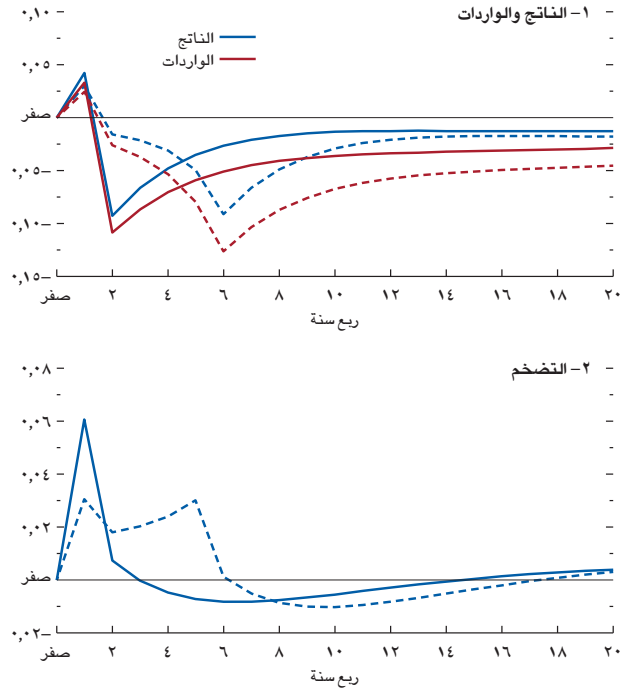 ١– الناتج والواردات
الناتج
الواردات
٠,١٠
٠,٠٥
صفر
٠,٠٥–
٠,١٠–
٠,١٥–
صفر ٢ ٤ ٦ ٨ ١٠ ١٢ ١٤ ١٦ ١٨ ٢٠
ربع سنة
٢– التضخم
٠,٠٨
٠,٠٦
٠,٠٤
٠,٠٢
صفر
٠,٠٢–
صفر ٢ ٤ ٦ ٨ ١٠ ١٢ ١٤ ١٦ ١٨ ٢٠
ربع سنة